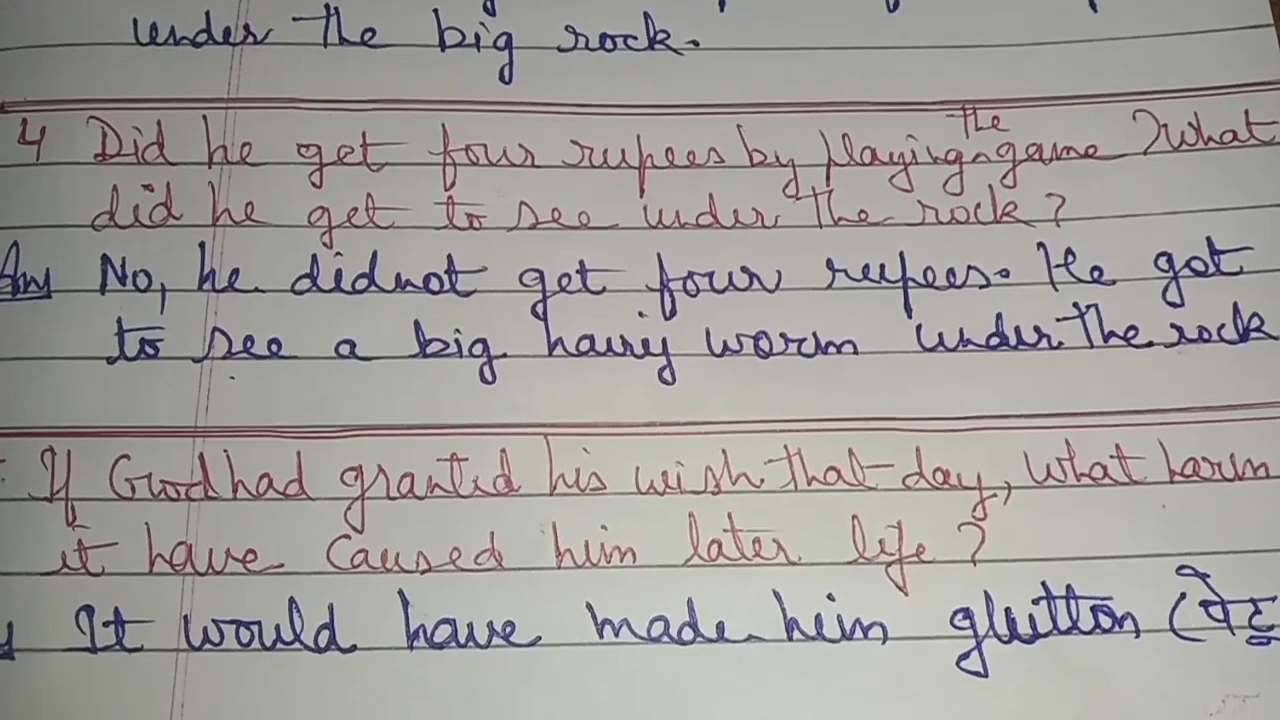 under the big rock.
4 Did he get four rupees by playing the game ? What
did he get to see under the rock ?
Ans No, he didnot get four rupees. He got
to see a big hairy worm under the rock
If God had granted his wish that day, What harm
it have caused him later life ?
It would have made him glutton (पेटू